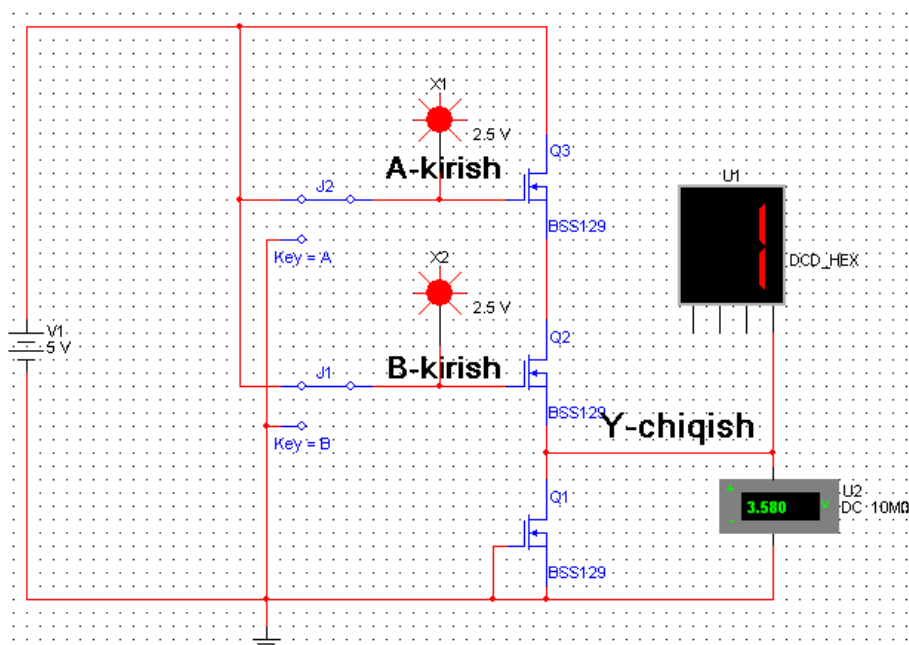 X1
2.5 V
Q3
A-kirish
J2
U1
BSS129
Key = A
X2
DCD_HEX
2.5 V
V1
5 V
Q2
B-kirish
J1
BSS129
Y-chiqish
Key = B
Q1
U2
3.580 V
DC 10MΩ
BSS129